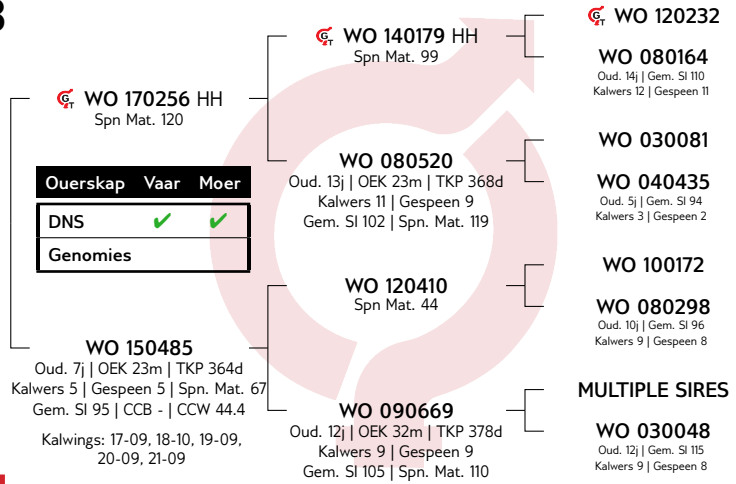 WO 170256 HH
Spn Mat. 120
Ouerskap Vaar Moer
DNS ✔ ✔
Genomies
WO 150485
Oud. 7j | OEK 23m | TKP 364d
Kalwers 5 | Gespeen 5 | Spn. Mat. 67
Gem. SI 95 | CCB - | CCW 44.4
Kalwings: 17-09, 18-10, 19-09,
20-09, 21-09
WO 140179 HH
Spn Mat. 99
WO 080520
Oud. 13j | OEK 23m | TKP 368d
Kalwers 11 | Gespeen 9
Gem. SI 102 | Spn. Mat. 119
WO 120410
Spn Mat. 44
WO 090669
Oud. 12j | OEK 32m | TKP 378d
Kalwers 9 | Gespeen 9
Gem. SI 105 | Spn. Mat. 110
WO 120232
WO 080164
Oud. 14j | Gem. SI 110
Kalwers 12 | Gespeen 11
WO 030081
WO 040435
Oud. 5j | Gem. SI 94
Kalwers 3 | Gespeen 2
WO 100172
WO 080298
Oud. 10j | Gem. SI 96
Kalwers 9 | Gespeen 8
MULTIPLE SIRES
WO 030048
Oud. 12j | Gem. SI 115
Kalwers 9 | Gespeen 8